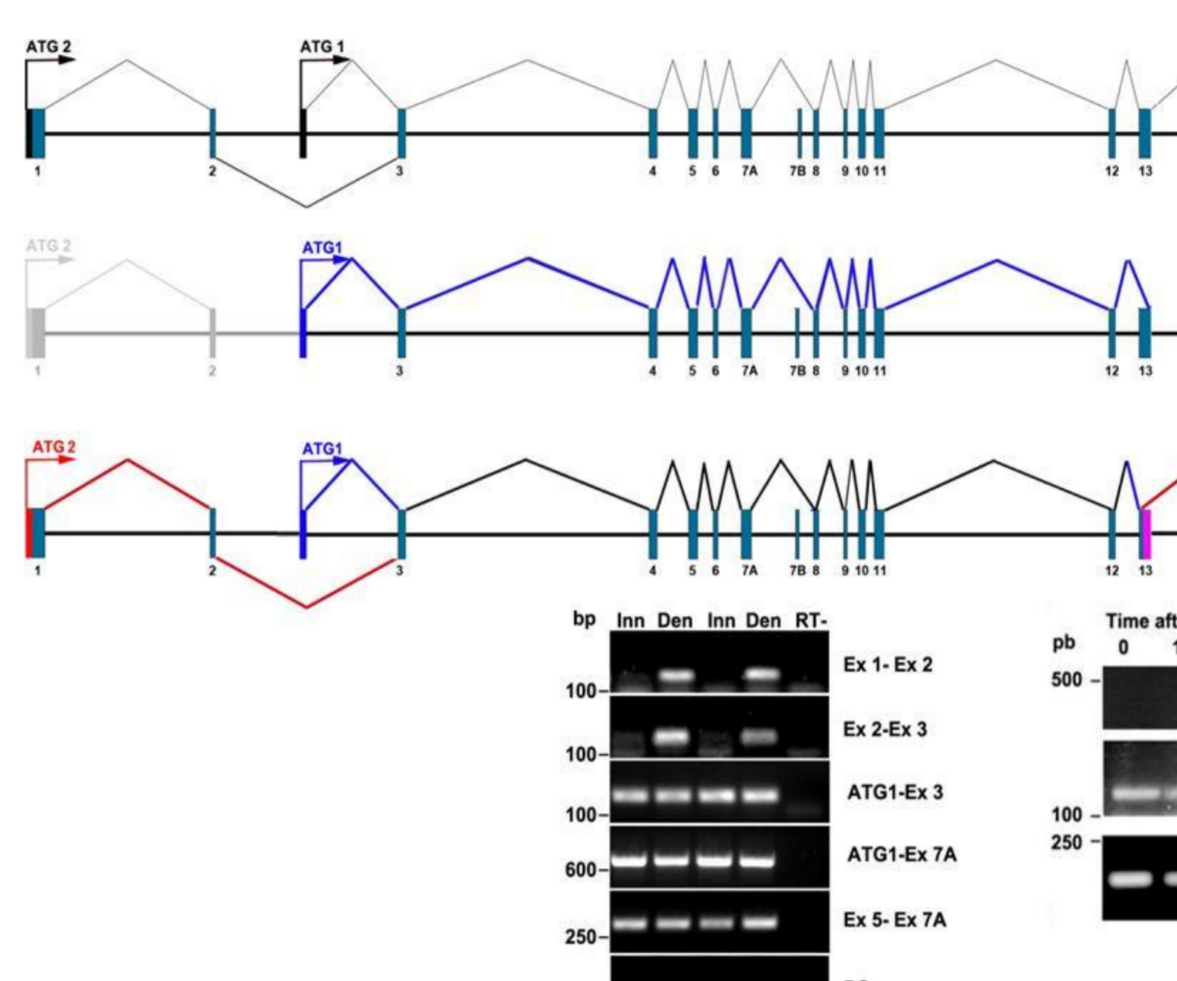 ATG 2 ATG 1
1 2 3 4 5 6 7A 7B 8 9 10 11 12 13
ATG 2 ATG1
1 2 3 4 5 6 7A 7B 8 9 10 11 12 13
ATG 2 ATG1
1 2 3 4 5 6 7A 7B 8 9 10 11 12 13
bp Inn Den Inn Den RT-
Ex 1- Ex 2
100
Ex 2-Ex 3
100
ATG1-Ex 3
100
ATG1-Ex 7A
600
Ex 5- Ex 7A
250
Time aft
pb 0
500
100
250